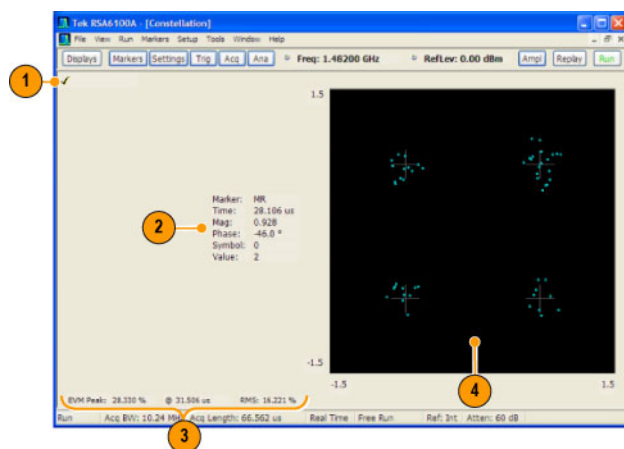 Tek RSA6100A - [Constellation]
File View Run Markers Setup Tools Window Help
Displays Markers Settings Trig Acq Ana Freq: 1.46200 GHz RefLev: 0.00 dBm Ampl Replay Run
1
1.5
Marker: MR
Time: 28.106 us
Mag: 0.928
Phase: -46.0 °
Symbol: 0
Value: 2
2
-1.5
-1.5
1.5
4
EVM Peak: 28.330 % @ 31.506 us RMS: 16.221 %
Run Acq BW: 10.24 MHz Acq Length: 66.562 us Real Time Free Run Ref: Int Atten: 60 dB
3